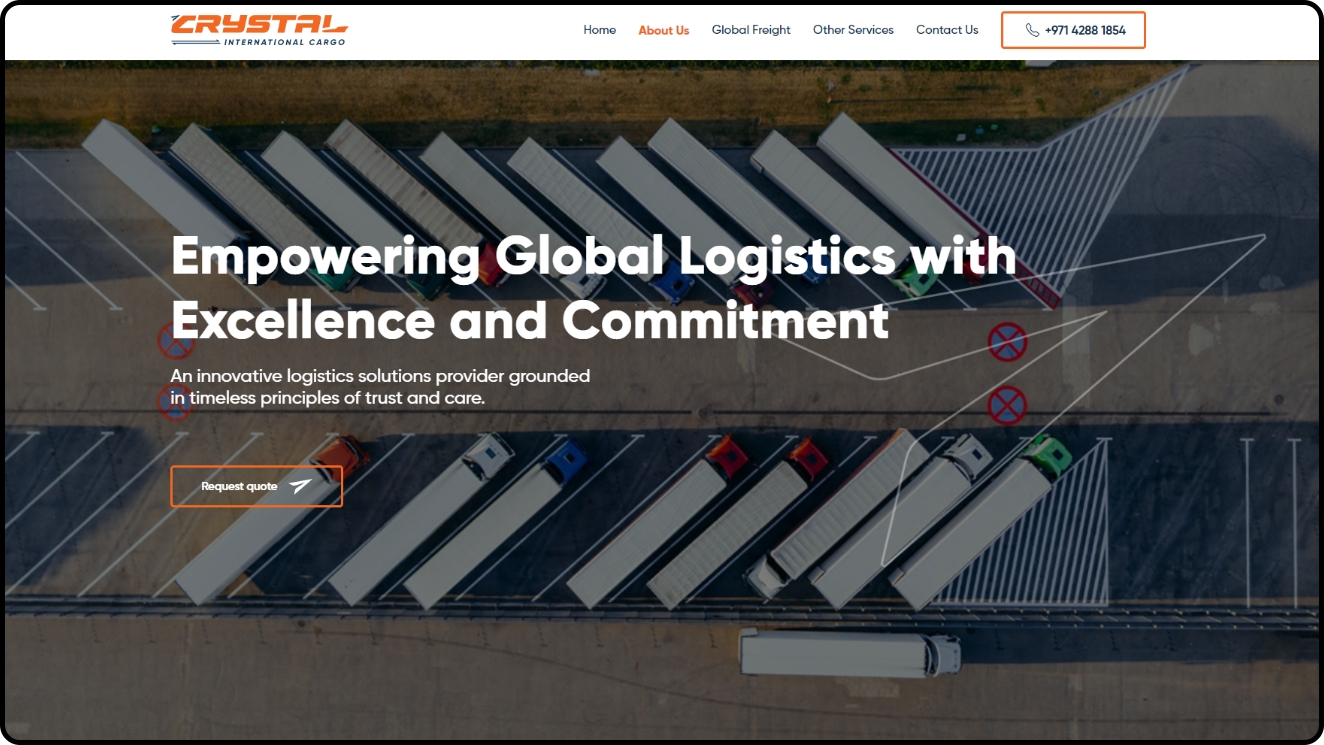 CRYSTAL
INTERNATIONAL CARGO
Home
About Us
Global Freight
Other Services
Contact Us
+971 4288 1854
Empowering Global Logistics with
Excellence and Commitment
An innovative logistics solutions provider grounded
in timeless principles of trust and care.
Request quote